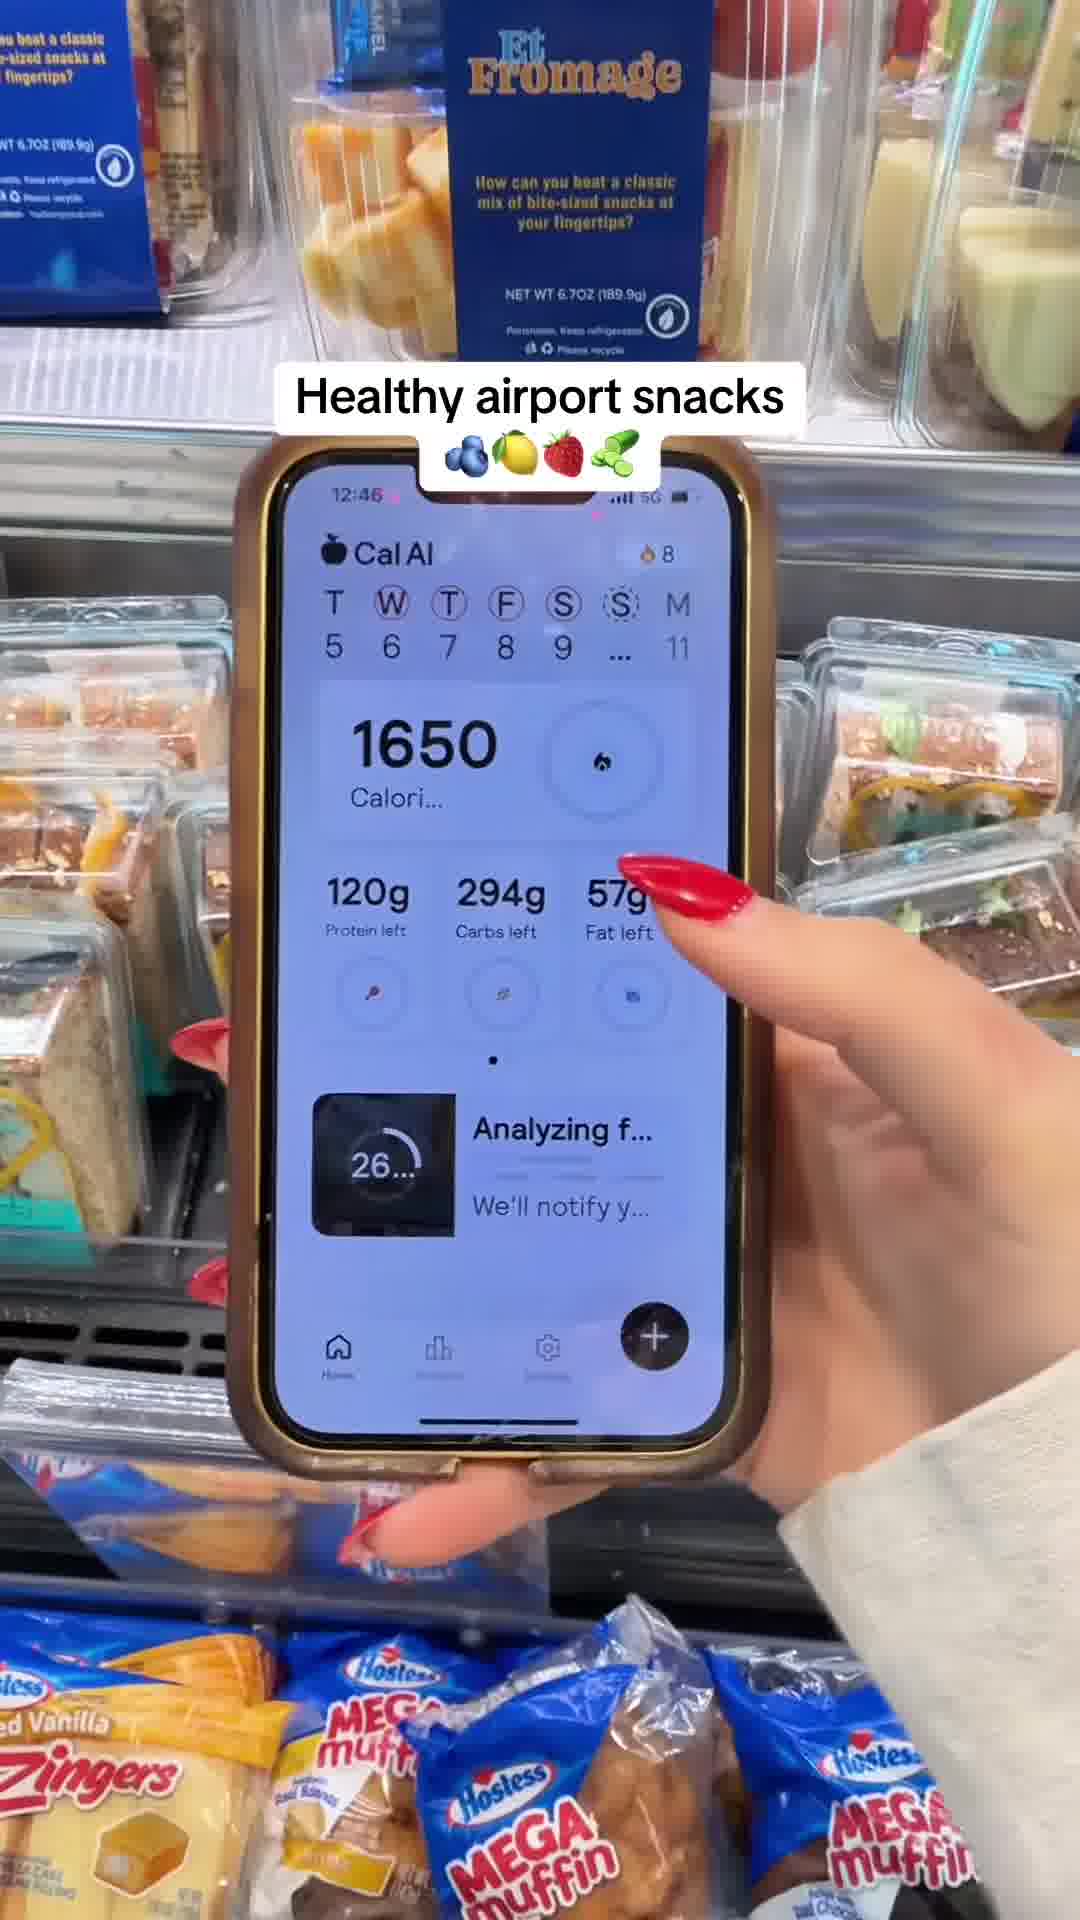 u beat a classic
e-sized snacks at
fingertips?
WT 6.7OZ (189.9g)
Please recycle
Et
Fromage
How can you beat a classic
mix of bite-sized snacks at
your fingertips?
NET WT 6.7OZ (189.9g)
Perishable, Keep refrigerated
Please recycle
Healthy airport snacks
🫐🍋🍓🥒
12:46
5G
Cal AI
🔥 8
T W T F S S M
5 6 7 8 9 ... 11
1650
Calori...
120g 294g 57g
Protein left Carbs left Fat left
26...
Analyzing f...
We'll notify y...
Home
Hostess
ed Vanilla
Zingers
Hostess
MEGA
muff
Hostess
MEGA
muffin
Hostess
MEGA
muffin